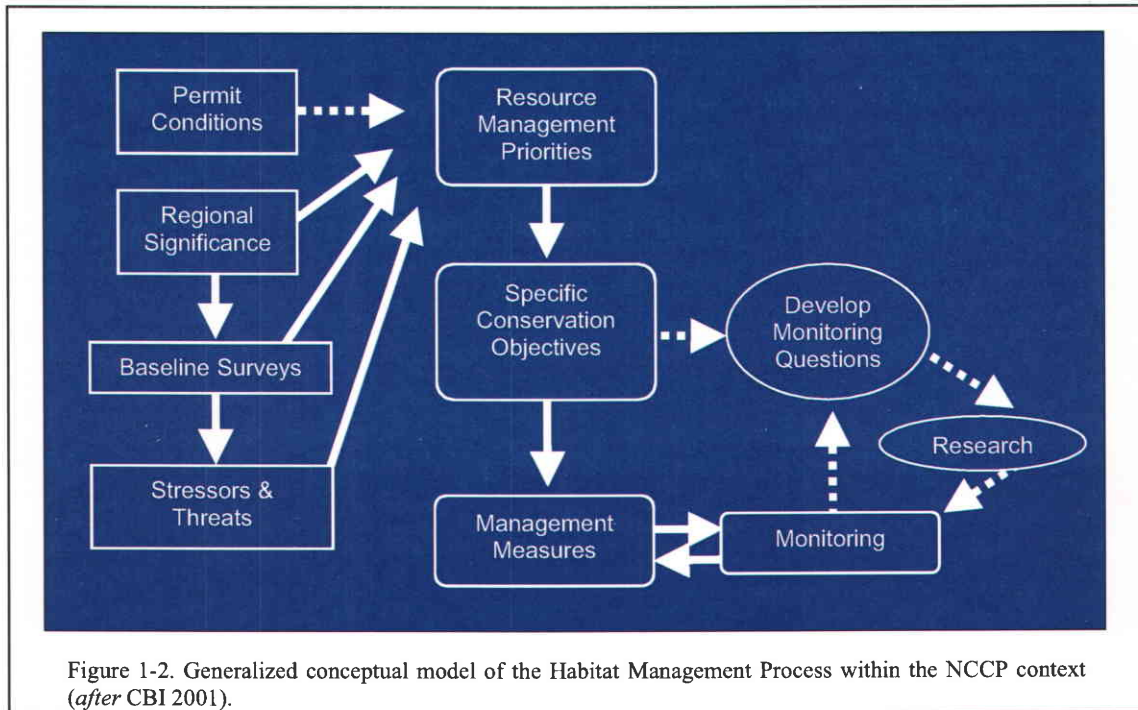 Permit
Conditions
Regional
Significance
Baseline Surveys
Stressors &
Threats
Resource
Management
Priorities
Specific
Conservation
Objectives
Management
Measures
Develop
Monitoring
Questions
Research
Monitoring
Figure 1-2. Generalized conceptual model of the Habitat Management Process within the NCCP context
(after CBI 2001).